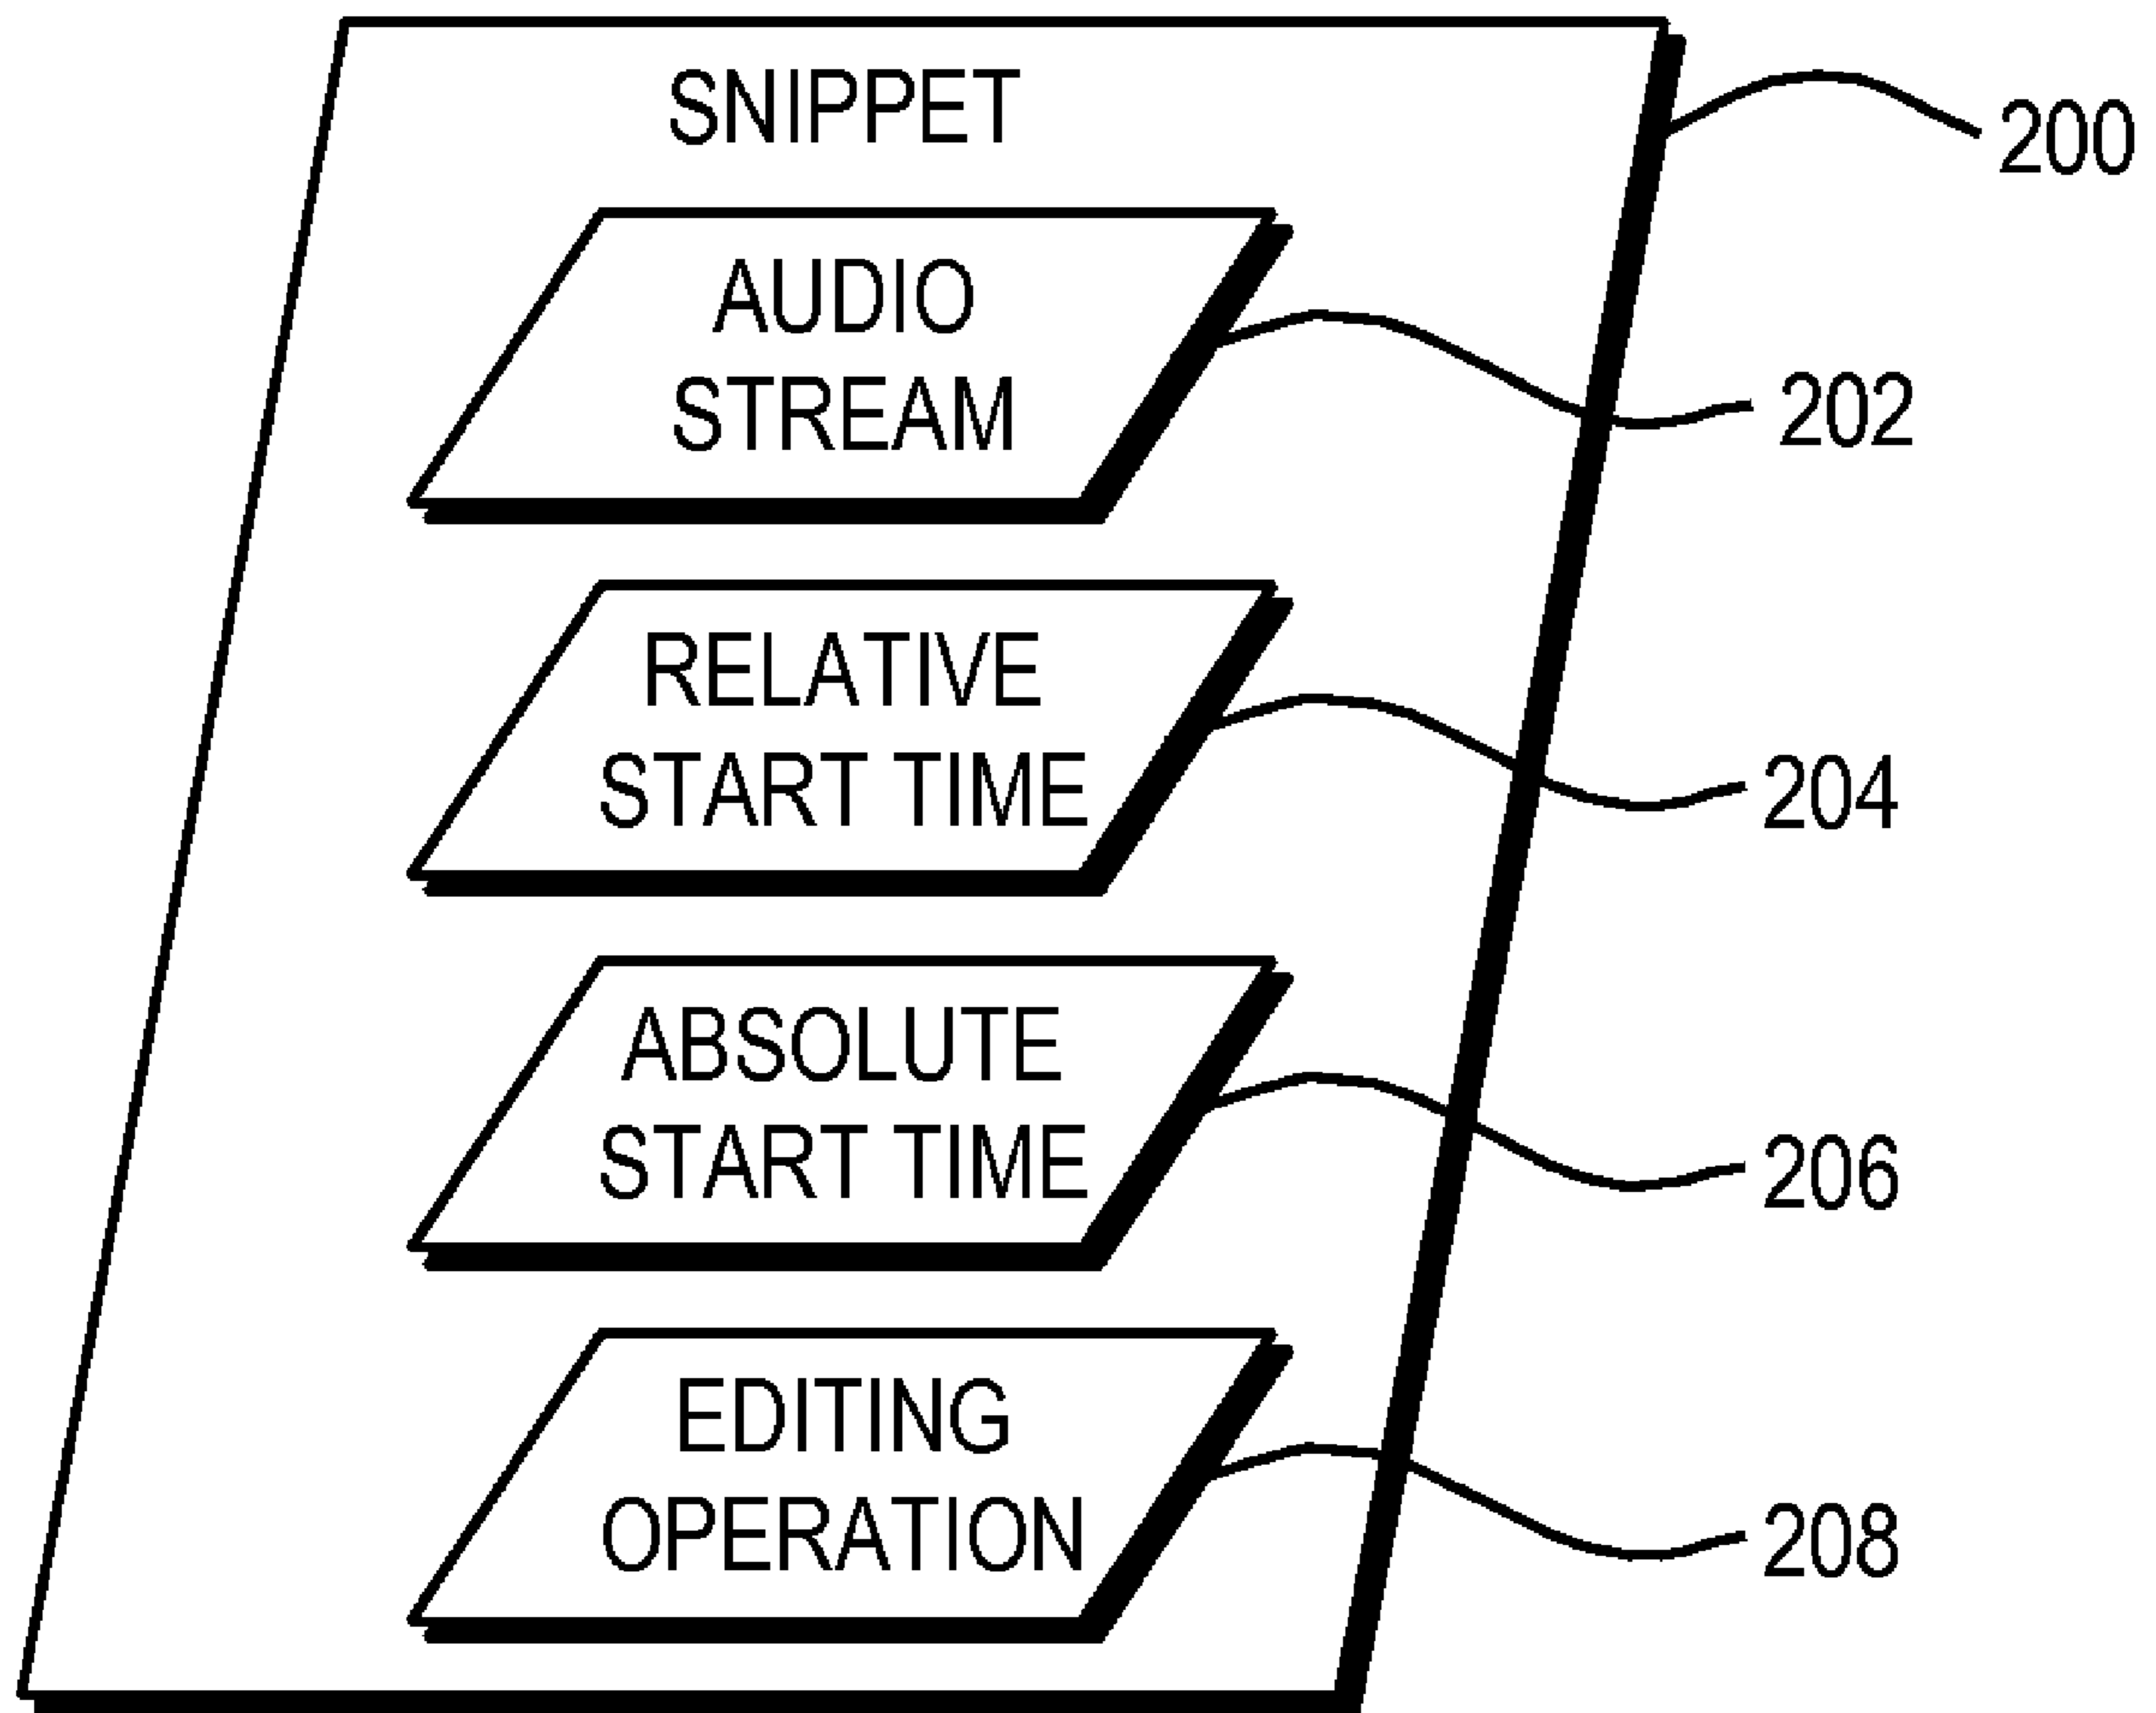 SNIPPET
200
AUDIO
STREAM
202
RELATIVE
START TIME
204
ABSOLUTE
START TIME
206
EDITING
OPERATION
208